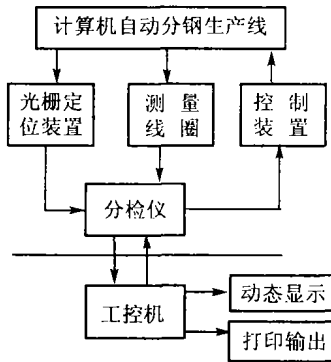 计算机自动分钢生产线
光栅定
位装置
测量
线圈
控制
装置
分检仪
工控机
动态显示
打印输出